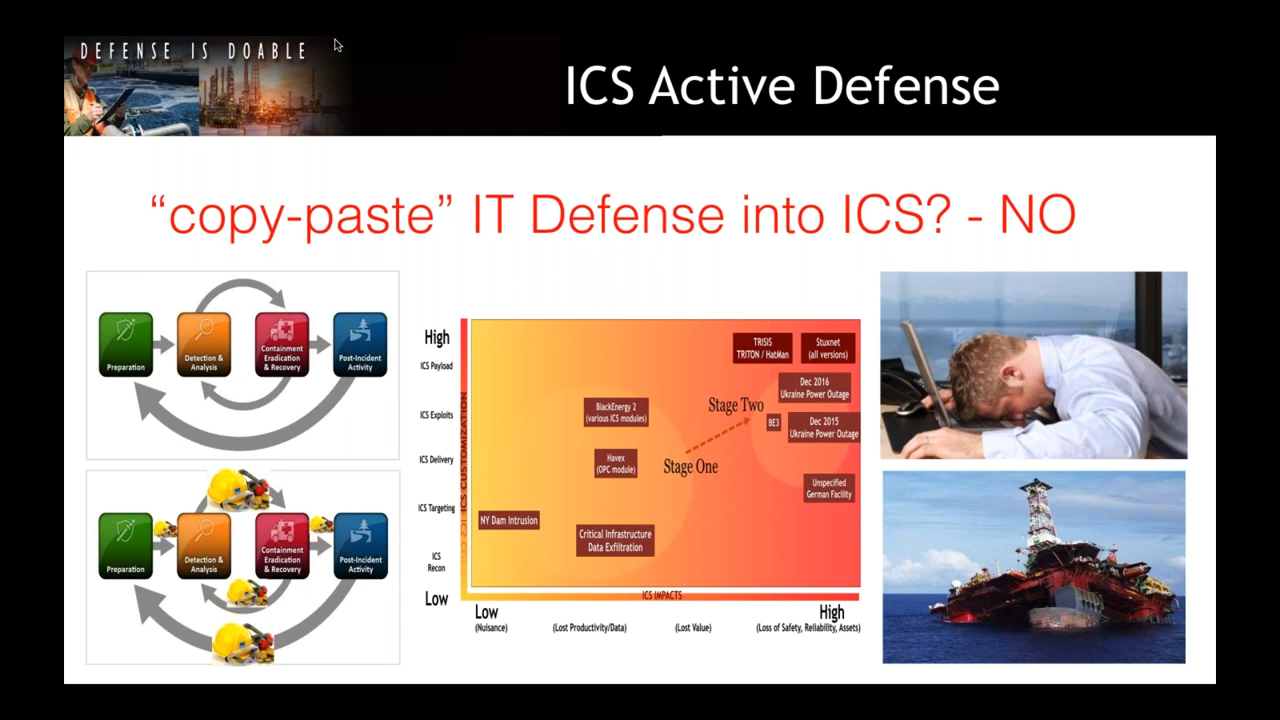 DEFENSE IS DOABLE
ICS Active Defense
“copy-paste” IT Defense into ICS? - NO
Preparation
Detection &
Analysis
Containment
Eradication
& Recovery
Post-Incident
Activity
Preparation
Detection &
Analysis
Containment
Eradication
& Recovery
Post-Incident
Activity
High
ICS Payload
ICS Exploits
ICS Delivery
ICS Targeting
ICS
Recon
Low
ICS CUSTOMIZATION
TRISIS
TRITON / HatMan
Stuxnet
(all versions)
Dec 2016
Ukraine Power Outage
BlackEnergy 2
(various ICS modules)
Stage Two
BE3
Dec 2015
Ukraine Power Outage
Havex
(OPC module)
Stage One
Unspecified
German Facility
NY Dam Intrusion
Critical Infrastructure
Data Exfiltration
ICS IMPACTS
Low
(Nuisance)
(Lost Productivity/Data)
(Lost Value)
High
(Loss of Safety, Reliability, Assets)